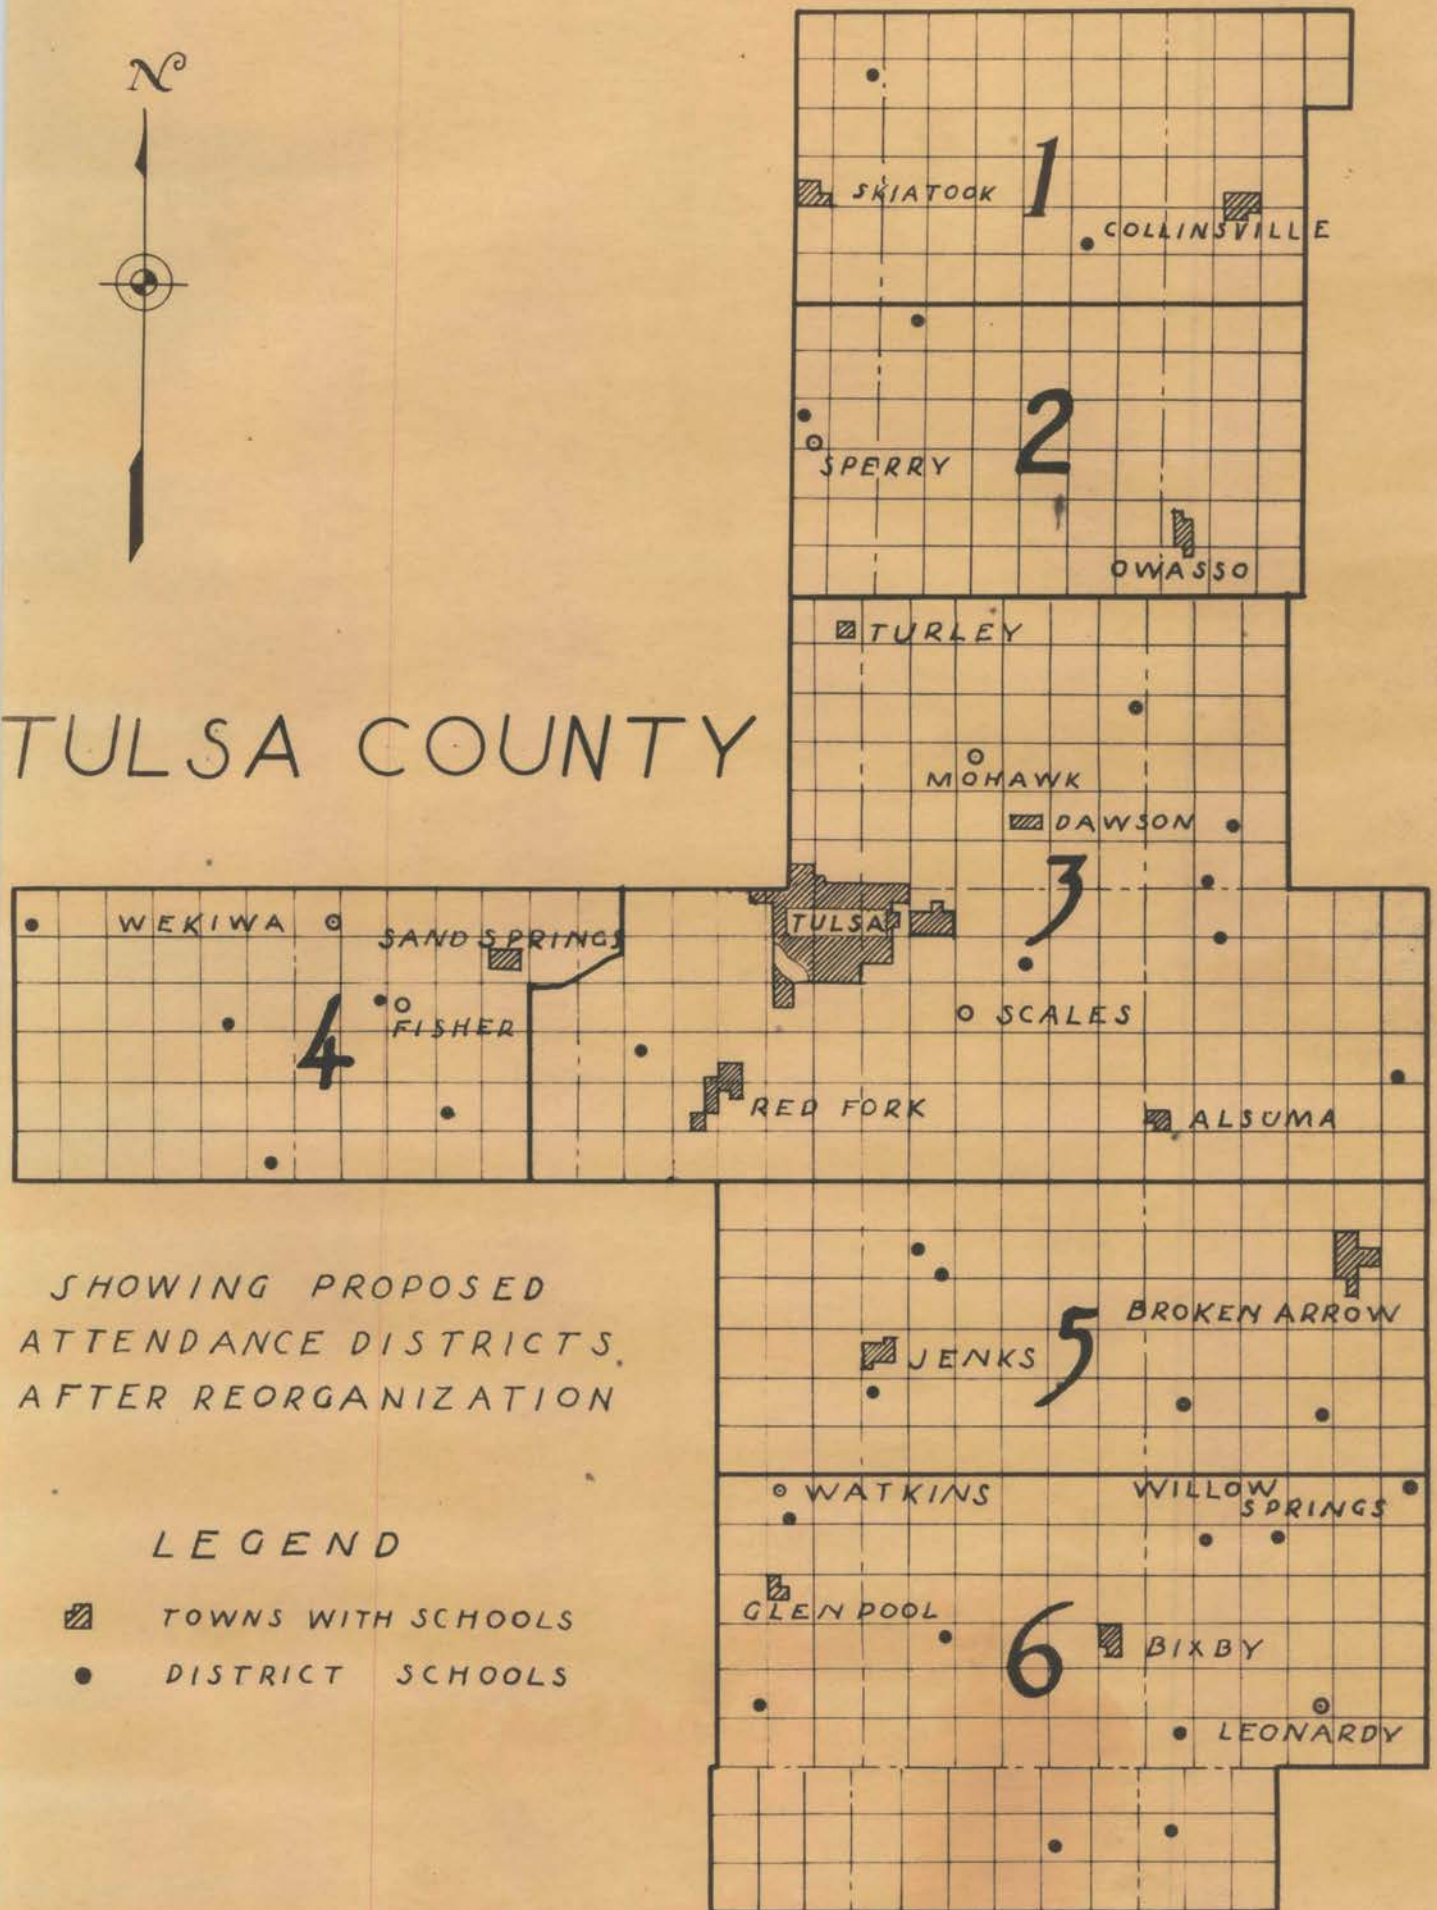 N
1
SKIATOOK
COLLINSVILLE
2
SPERRY
OWASSO
TURLEY
TULSA COUNTY
MOHAWK
DAWSON
3
WEKIWA
SAND SPRINGS
TULSA
4
FISHER
SCALES
RED FORK
ALSUMA
SHOWING PROPOSED
ATTENDANCE DISTRICTS
AFTER REORGANIZATION
BROKEN ARROW
5
JENKS
WATKINS
WILLOW
SPRINGS
LEGEND
TOWNS WITH SCHOOLS
DISTRICT SCHOOLS
GLEN POOL
6
BIXBY
LEONARDY